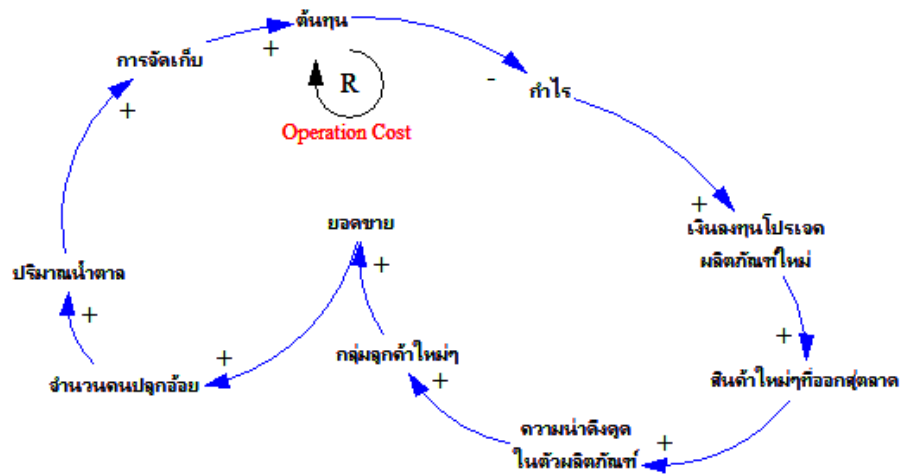 ต้นทุน
+
การจัดเก็บ
+
R
Operation Cost
-
กำไร
+
เงินลงทุนโปรเจค
ผลิตภัณฑ์ใหม่
+
สินค้าใหม่ๆที่ออกสู่ตลาด
+
ความน่าดึงดูด
ในตัวผลิตภัณฑ์
+
กลุ่มลูกค้าใหม่ๆ
+
ยอดขาย
+
จำนวนคนปลูกอ้อย
+
ปริมาณน้ำตาล